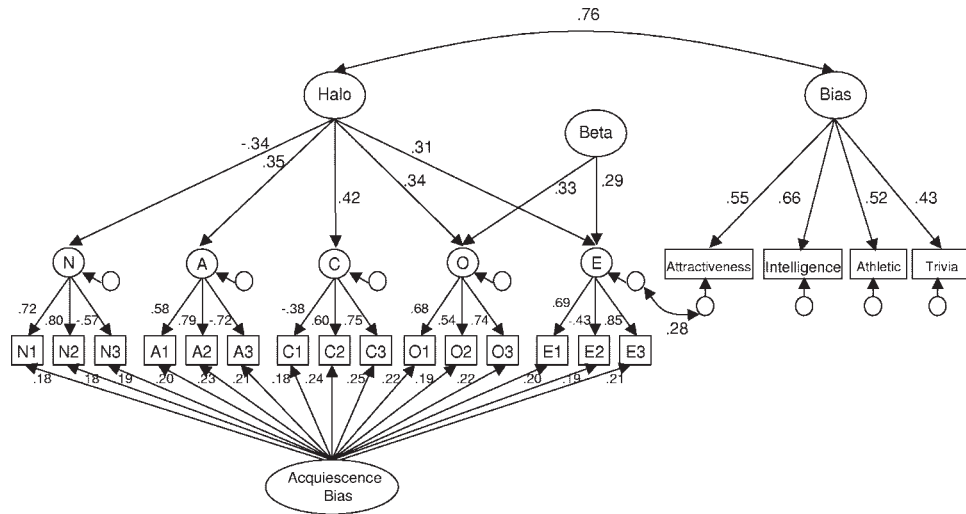 .76
Halo
Bias
Beta
-.34
.35
.42
.34
.31
.33
.29
.55
.66
.52
.43
N
A
C
O
E
Attractiveness
Intelligence
Athletic
Trivia
.72
.80
-.57
.58
.79
-.72
-.38
.60
.75
.68
.54
.74
.69
-.43
.85
.28
N1
N2
N3
A1
A2
A3
C1
C2
C3
O1
O2
O3
E1
E2
E3
.18
.18
.19
.20
.23
.21
.18
.24
.25
.22
.19
.22
.20
.19
.21
Acquiescence
Bias